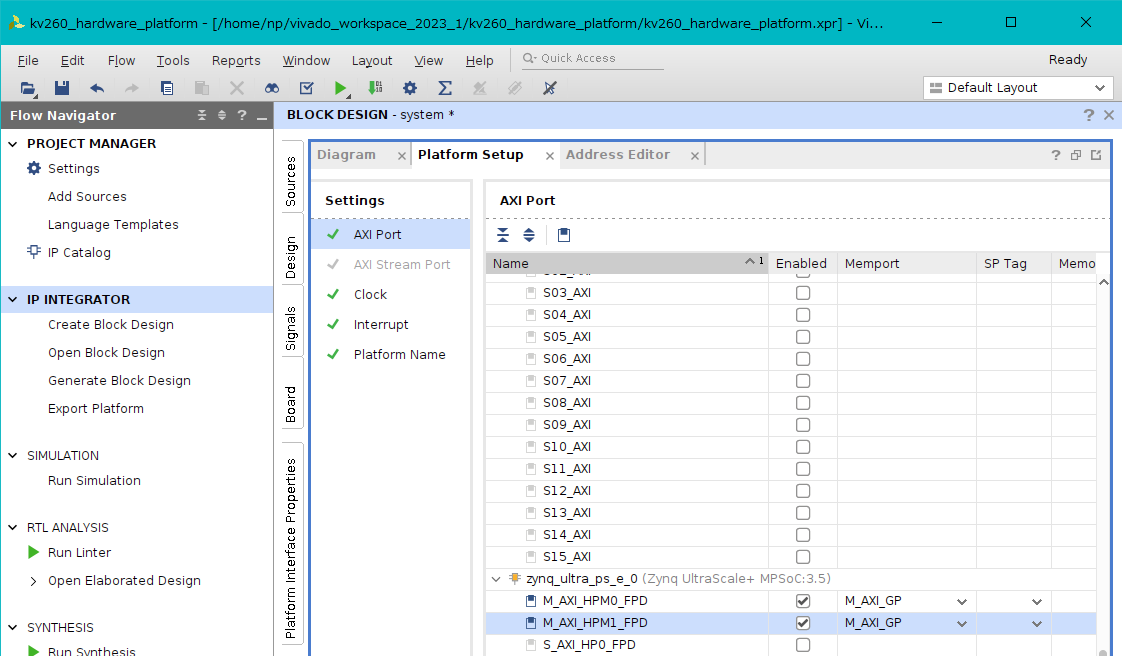 kv260_hardware_platform - [/home/np/vivado_workspace_2023_1/kv260_hardware_platform/kv260_hardware_platform.xpr] - Vi...
File Edit Flow Tools Reports Window Layout View Help Quick Access Ready
Default Layout
Flow Navigator
PROJECT MANAGER
Settings
Add Sources
Language Templates
IP Catalog
IP INTEGRATOR
Create Block Design
Open Block Design
Generate Block Design
Export Platform
SIMULATION
Run Simulation
RTL ANALYSIS
Run Linter
Open Elaborated Design
SYNTHESIS
Run Synthesis
BLOCK DESIGN - system *
Sources
Design
Signals
Board
Platform Interface Properties
Diagram Platform Setup Address Editor
Settings
AXI Port
AXI Stream Port
Clock
Interrupt
Platform Name
AXI Port
Name 1 Enabled Memport SP Tag Memo
S03_AXI
S04_AXI
S05_AXI
S06_AXI
S07_AXI
S08_AXI
S09_AXI
S10_AXI
S11_AXI
S12_AXI
S13_AXI
S14_AXI
S15_AXI
zynq_ultra_ps_e_0 (Zynq UltraScale+ MPSoC:3.5)
M_AXI_HPM0_FPD M_AXI_GP
M_AXI_HPM1_FPD M_AXI_GP
S_AXI_HP0_FPD